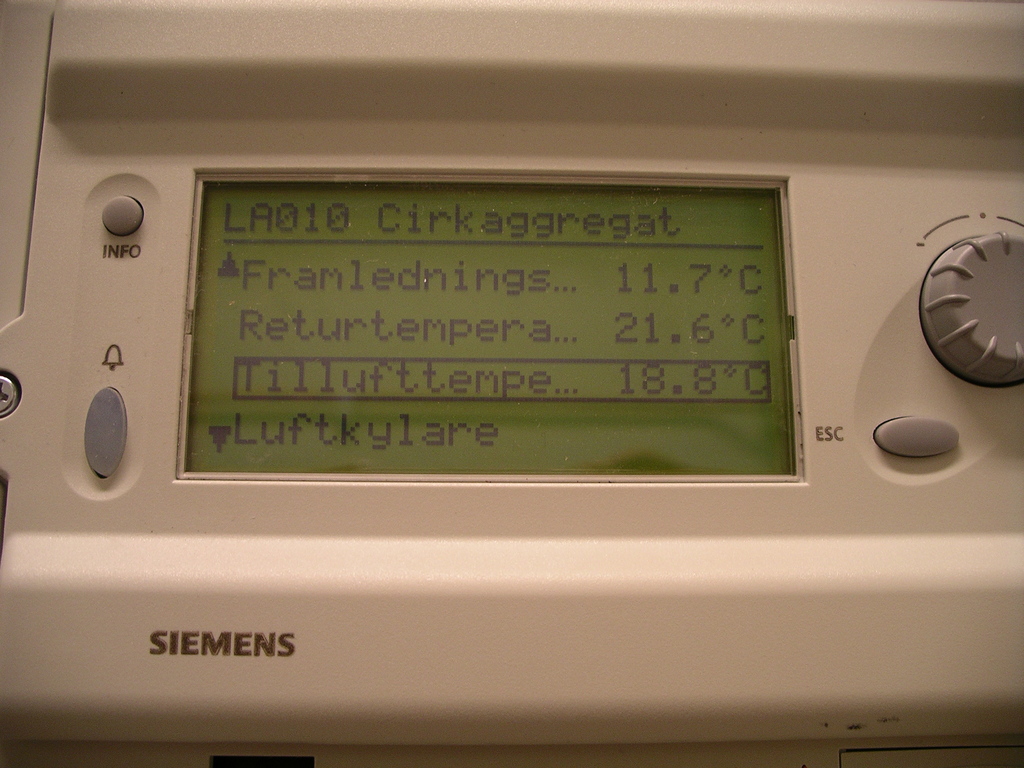 LA010 Cirkaggregat
Framlednings... 11.7°C
Returtempera... 21.6°C
Tillufttempe... 18.8°C
Luftkylare
INFO
ESC
SIEMENS